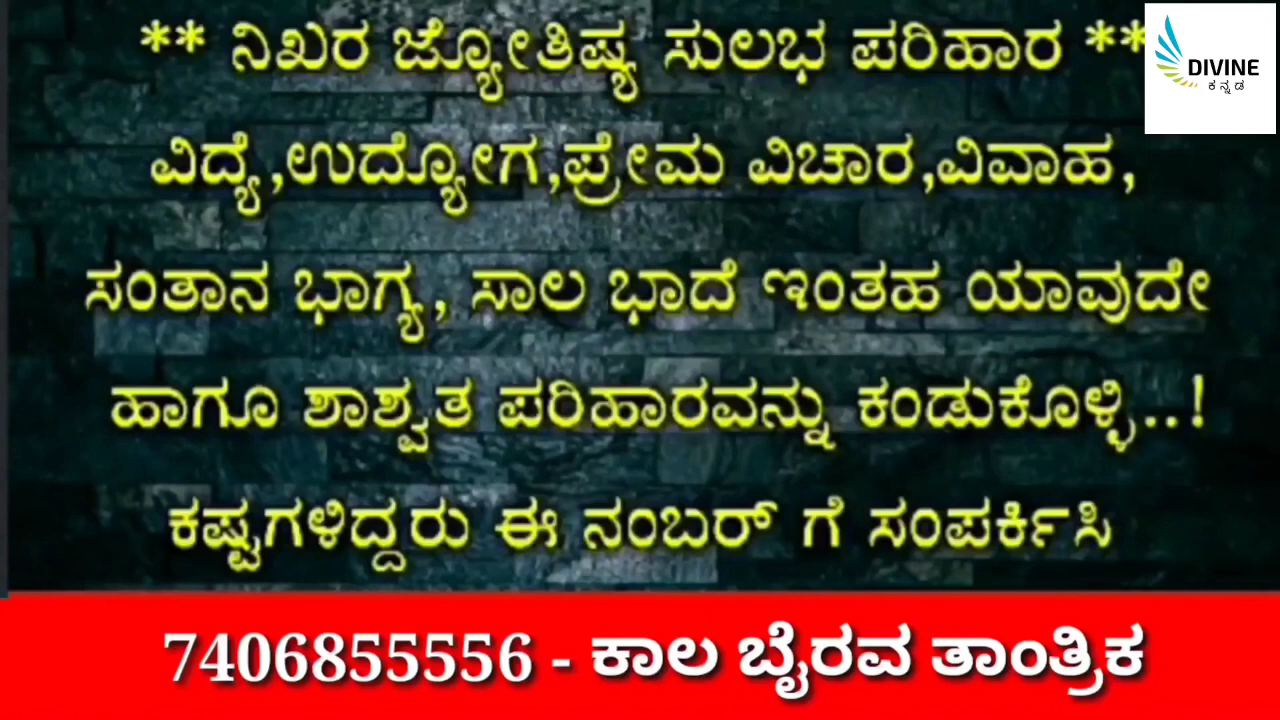 ** ನಿಖರ ಜ್ಯೋತಿಷ್ಯ ಸುಲಭ ಪರಿಹಾರ **
DIVINE
ಕನ್ನಡ
ವಿದ್ಯೆ,ಉದ್ಯೋಗ,ಪ್ರೇಮ ವಿಚಾರ,ವಿವಾಹ,
ಸಂತಾನ ಭಾಗ್ಯ, ಸಾಲ ಭಾದೆ ಇಂತಹ ಯಾವುದೇ
ಹಾಗೂ ಶಾಶ್ವತ ಪರಿಹಾರವನ್ನು ಕಂಡುಕೊಳ್ಳಿ..!
ಕಷ್ಟಗಳಿದ್ದರು ಈ ನಂಬರ್ ಗೆ ಸಂಪರ್ಕಿಸಿ
7406855556 - ಕಾಲ ಬೈರವ ತಾಂತ್ರಿಕ